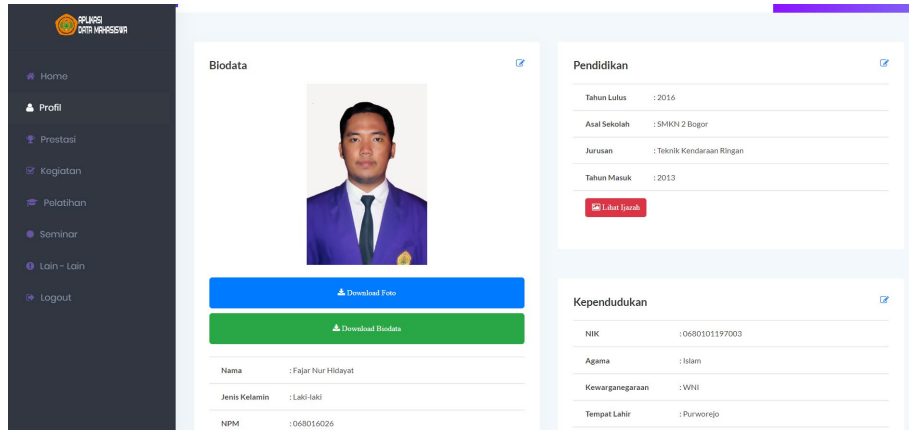 APLIKASI
DATA MAHASISWA
Home
Profil
Prestasi
Kegiatan
Pelatihan
Seminar
Lain - Lain
Logout
Biodata
Download Foto
Download Biodata
Nama : Fajar Nur Hidayat
Jenis Kelamin : Laki-laki
NPM : 068016026
Pendidikan
Tahun Lulus : 2016
Asal Sekolah : SMKN 2 Bogor
Jurusan : Teknik Kendaraan Ringan
Tahun Masuk : 2013
Lihat Ijazah
Kependudukan
NIK : 0680101197003
Agama : Islam
Kewarganegaraan : WNI
Tempat Lahir : Purworejo